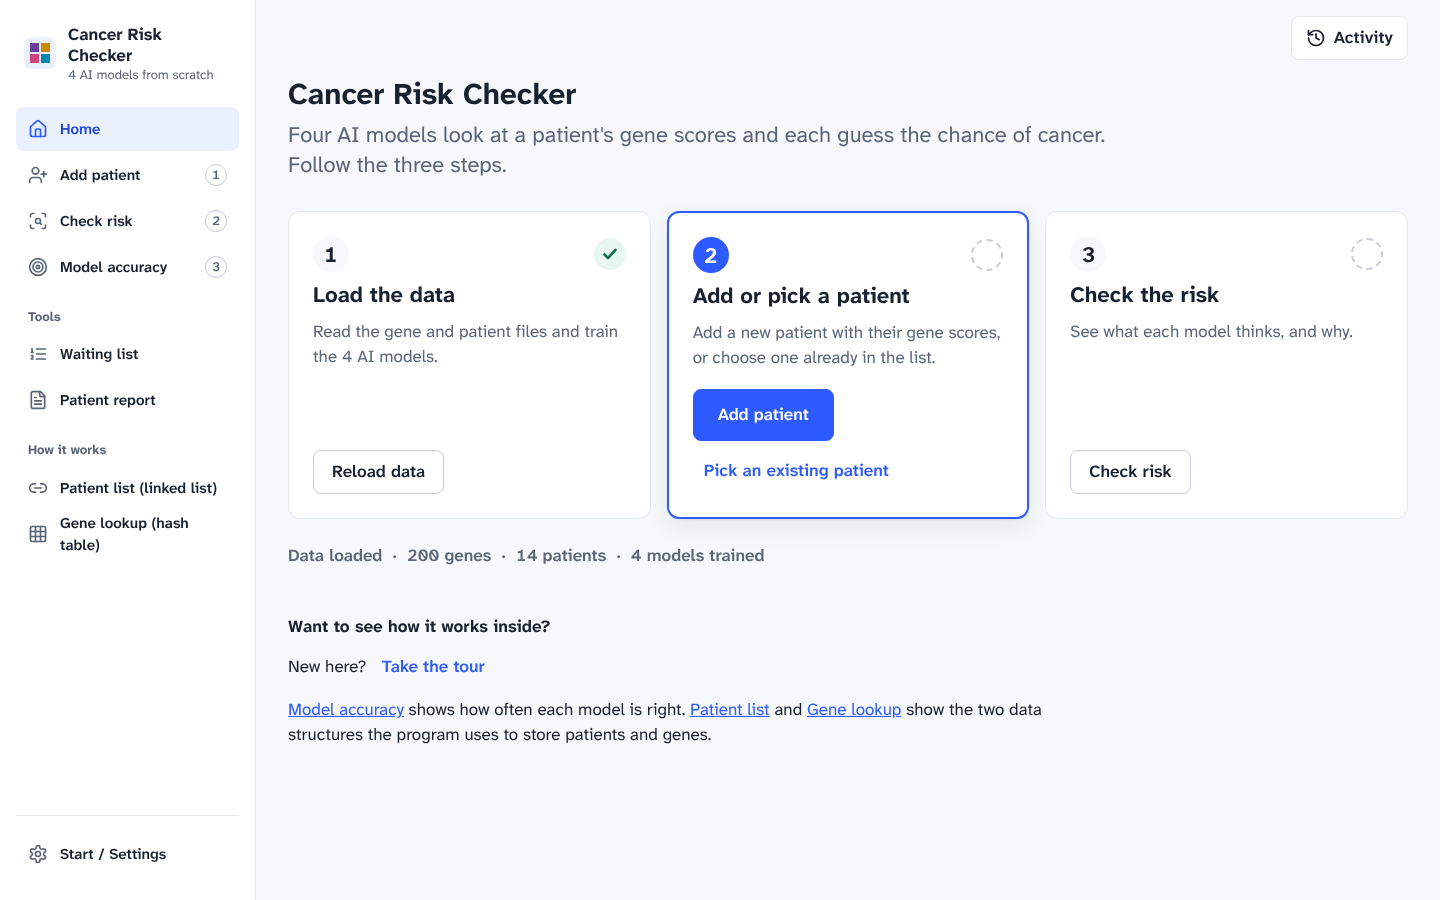 Cancer Risk
Checker
4 AI models from scratch
Home
Add patient 1
Check risk 2
Model accuracy 3
Tools
Waiting list
Patient report
How it works
Patient list (linked list)
Gene lookup (hash
table)
Start / Settings
Activity
Cancer Risk Checker
Four AI models look at a patient's gene scores and each guess the chance of cancer.
Follow the three steps.
1
Load the data
Read the gene and patient files and train
the 4 AI models.
Reload data
2
Add or pick a patient
Add a new patient with their gene scores,
or choose one already in the list.
Add patient
Pick an existing patient
3
Check the risk
See what each model thinks, and why.
Check risk
Data loaded · 200 genes · 14 patients · 4 models trained
Want to see how it works inside?
New here? Take the tour
Model accuracy shows how often each model is right. Patient list and Gene lookup show the two data
structures the program uses to store patients and genes.